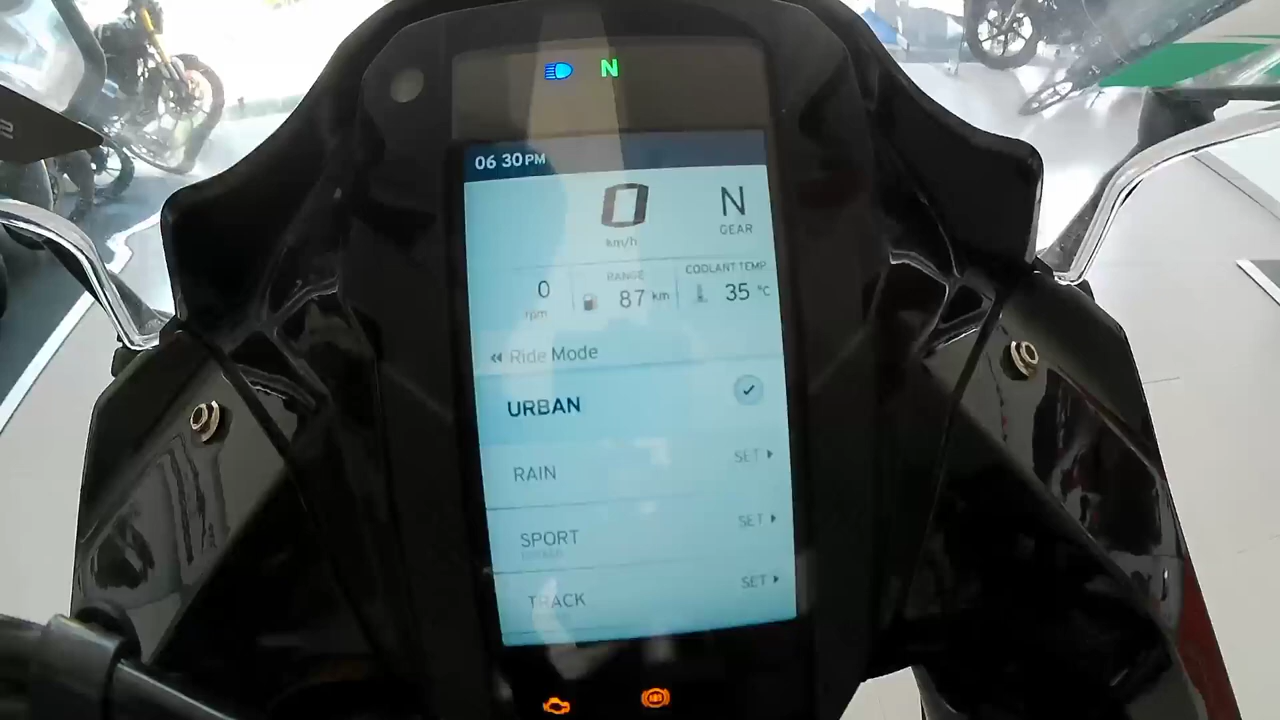 N
06 30 PM
0 N
km/h GEAR
RANGE COOLANT TEMP
0 87 km 35 °C
rpm
Ride Mode
URBAN
RAIN SET
SPORT SET
TRACK SET
ABS